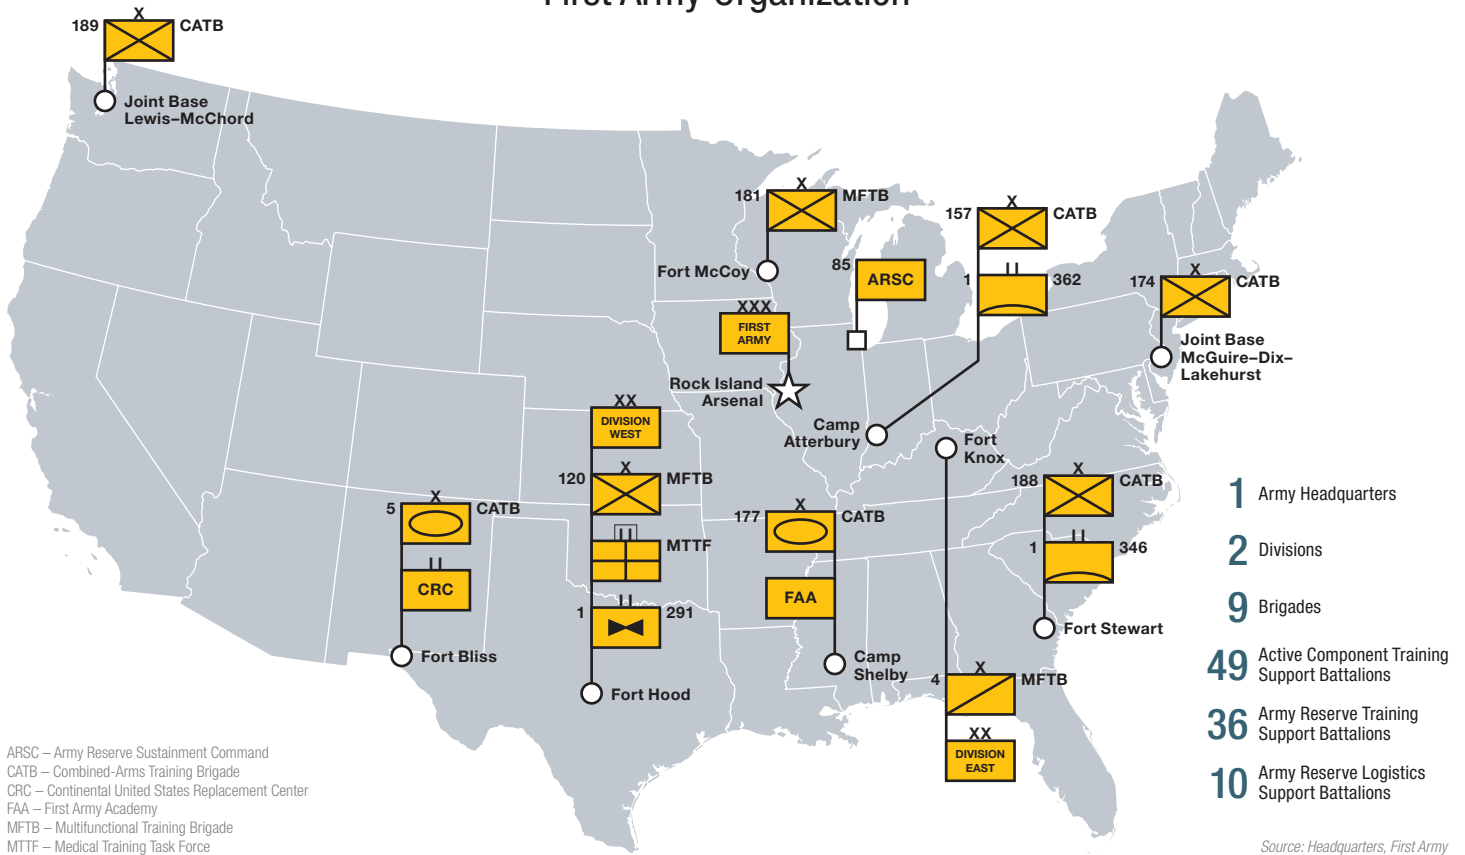 First Army Organization
X
189 CATB
Joint Base
Lewis–McChord
X
181 MFTB
Fort McCoy
85 ARSC
XXX
FIRST
ARMY
Rock Island
Arsenal
X
157 CATB
1 362
Camp
Atterbury
X
174 CATB
Joint Base
McGuire–Dix–
Lakehurst
XX
DIVISION
WEST
X
120 MFTB
MTTF
1 291
Fort Hood
X
5 CATB
CRC
Fort Bliss
X
177 CATB
FAA
Camp
Shelby
Fort
Knox
X
4 MFTB
XX
DIVISION
EAST
X
188 CATB
1 346
Fort Stewart
1 Army Headquarters
2 Divisions
9 Brigades
49 Active Component Training
Support Battalions
36 Army Reserve Training
Support Battalions
10 Army Reserve Logistics
Support Battalions
ARSC – Army Reserve Sustainment Command
CATB – Combined-Arms Training Brigade
CRC – Continental United States Replacement Center
FAA – First Army Academy
MFTB – Multifunctional Training Brigade
MTTF – Medical Training Task Force
Source: Headquarters, First Army